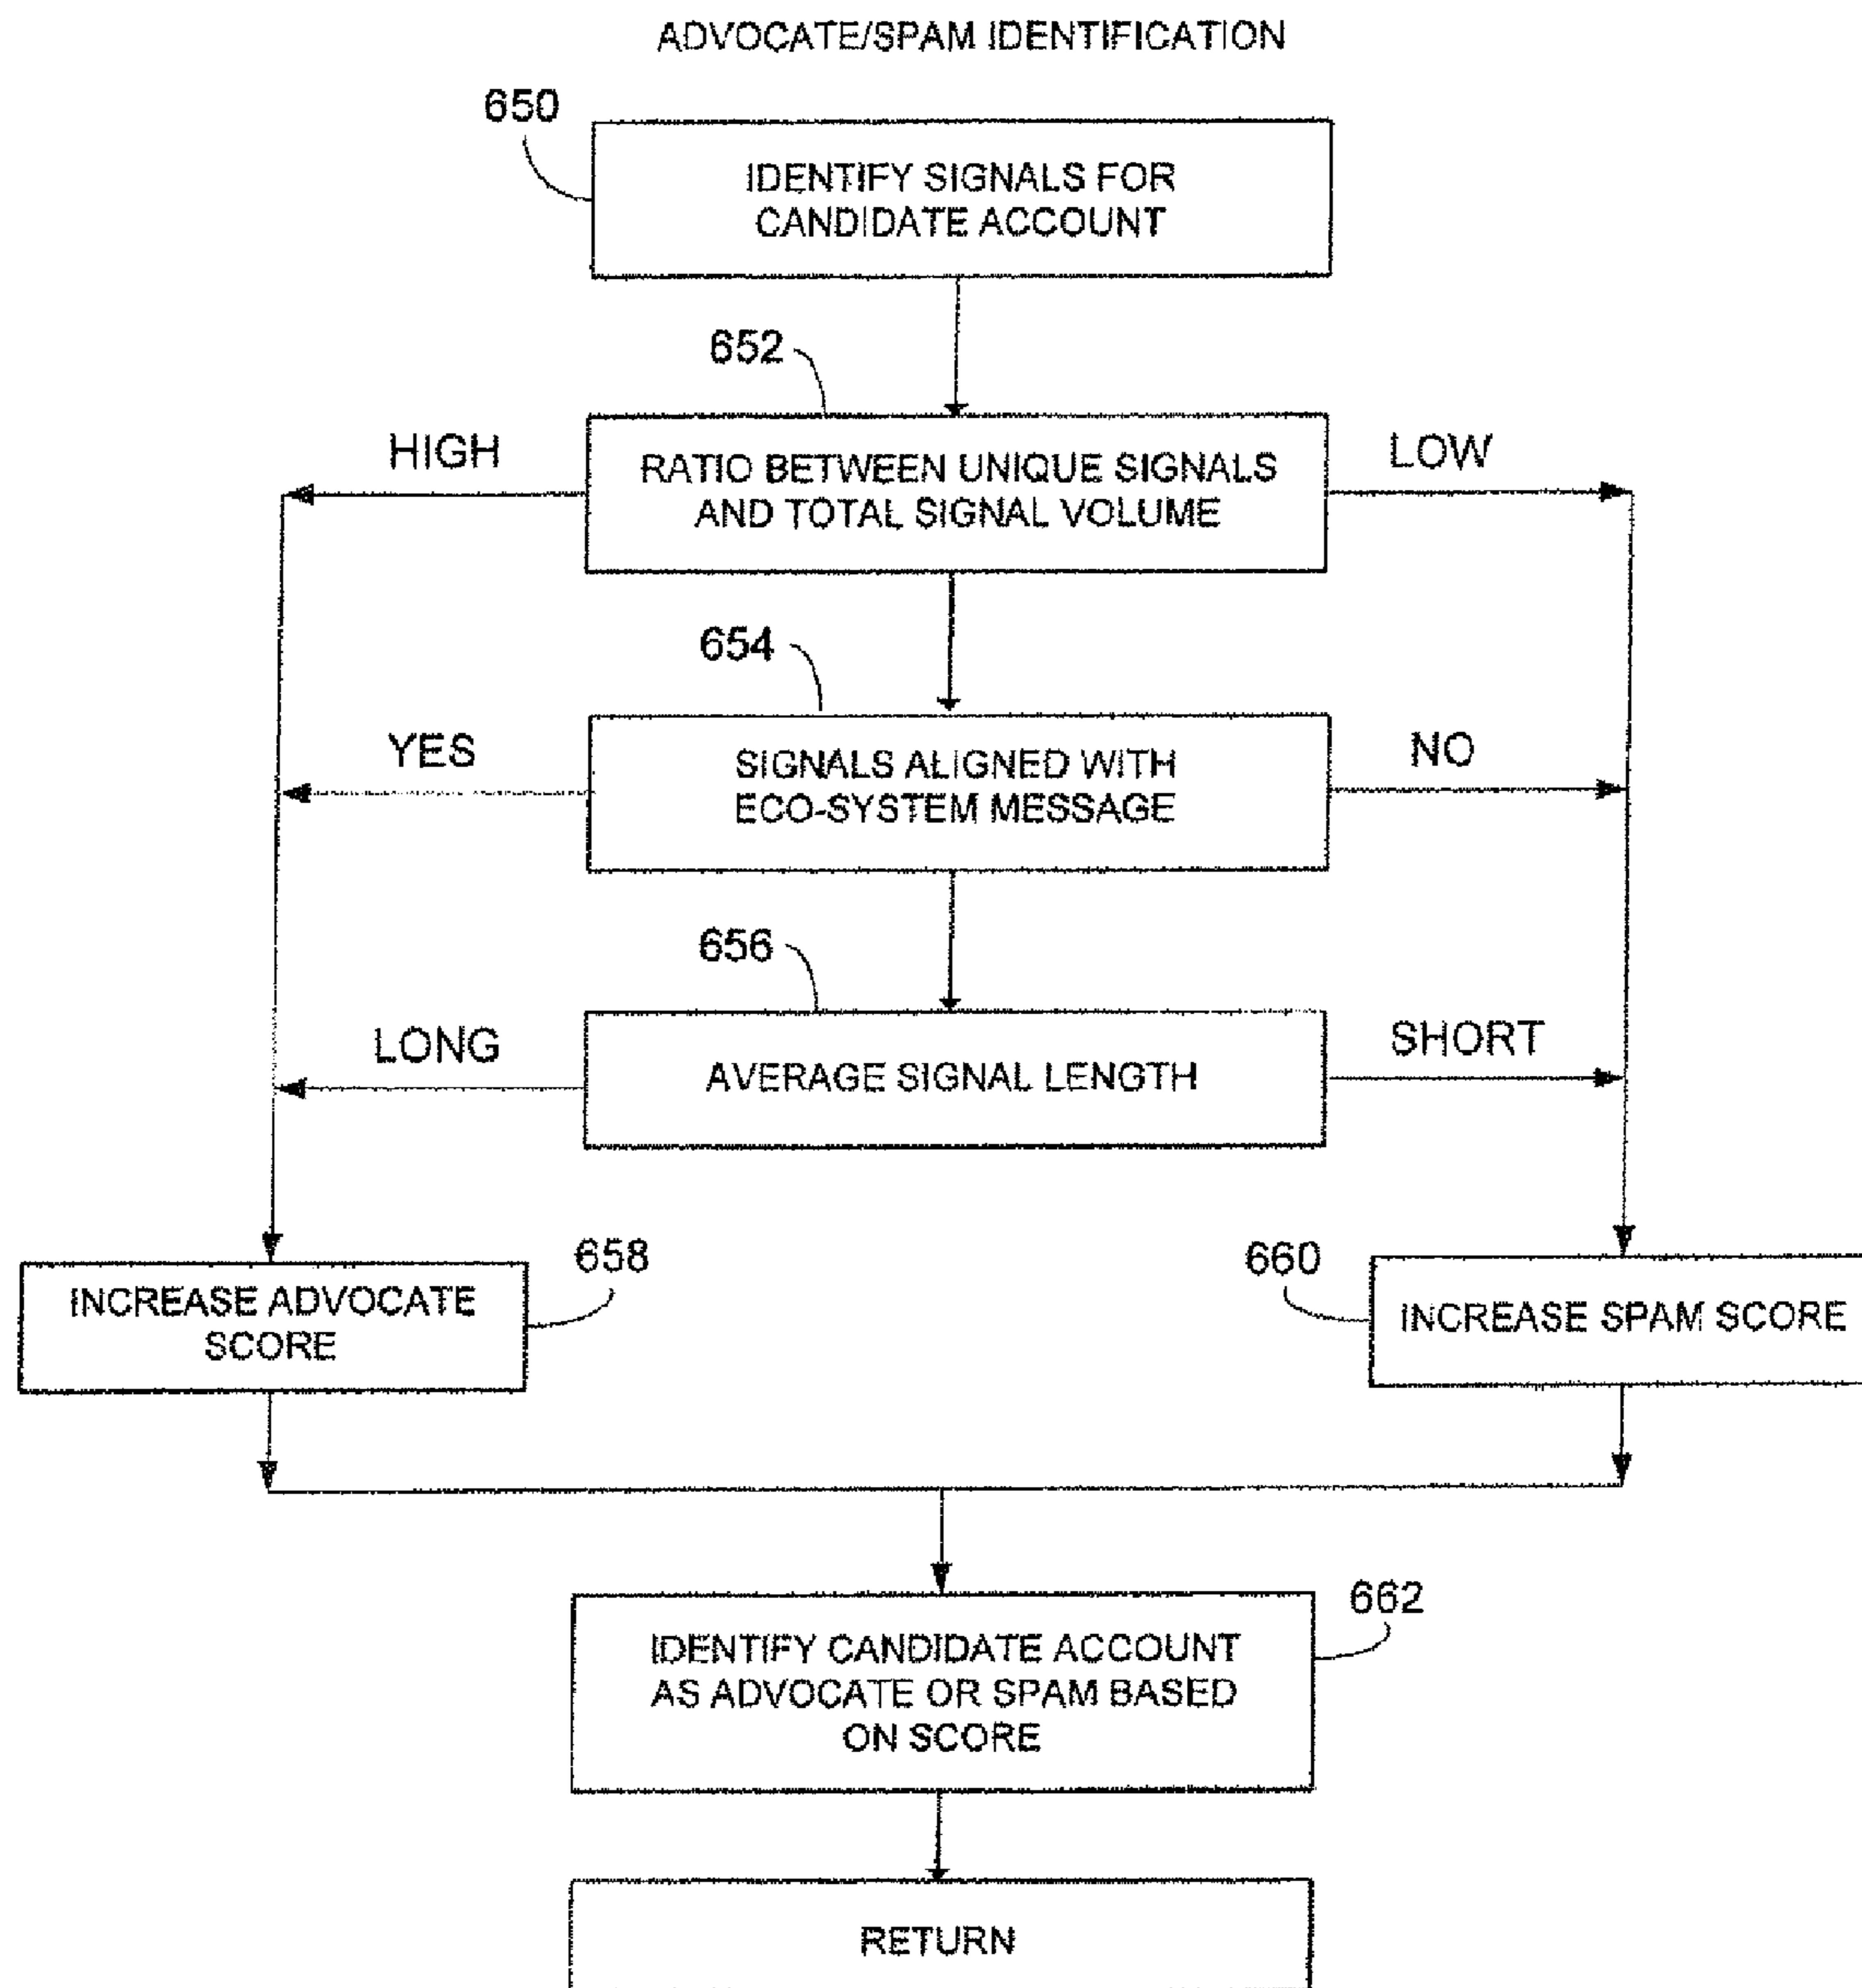 ADVOCATE/SPAM IDENTIFICATION
650
IDENTIFY SIGNALS FOR
CANDIDATE ACCOUNT
652
HIGH
RATIO BETWEEN UNIQUE SIGNALS
AND TOTAL SIGNAL VOLUME
LOW
654
YES
SIGNALS ALIGNED WITH
ECO-SYSTEM MESSAGE
NO
656
LONG
AVERAGE SIGNAL LENGTH
SHORT
INCREASE ADVOCATE
SCORE
658
660
INCREASE SPAM SCORE
662
IDENTIFY CANDIDATE ACCOUNT
AS ADVOCATE OR SPAM BASED
ON SCORE
RETURN